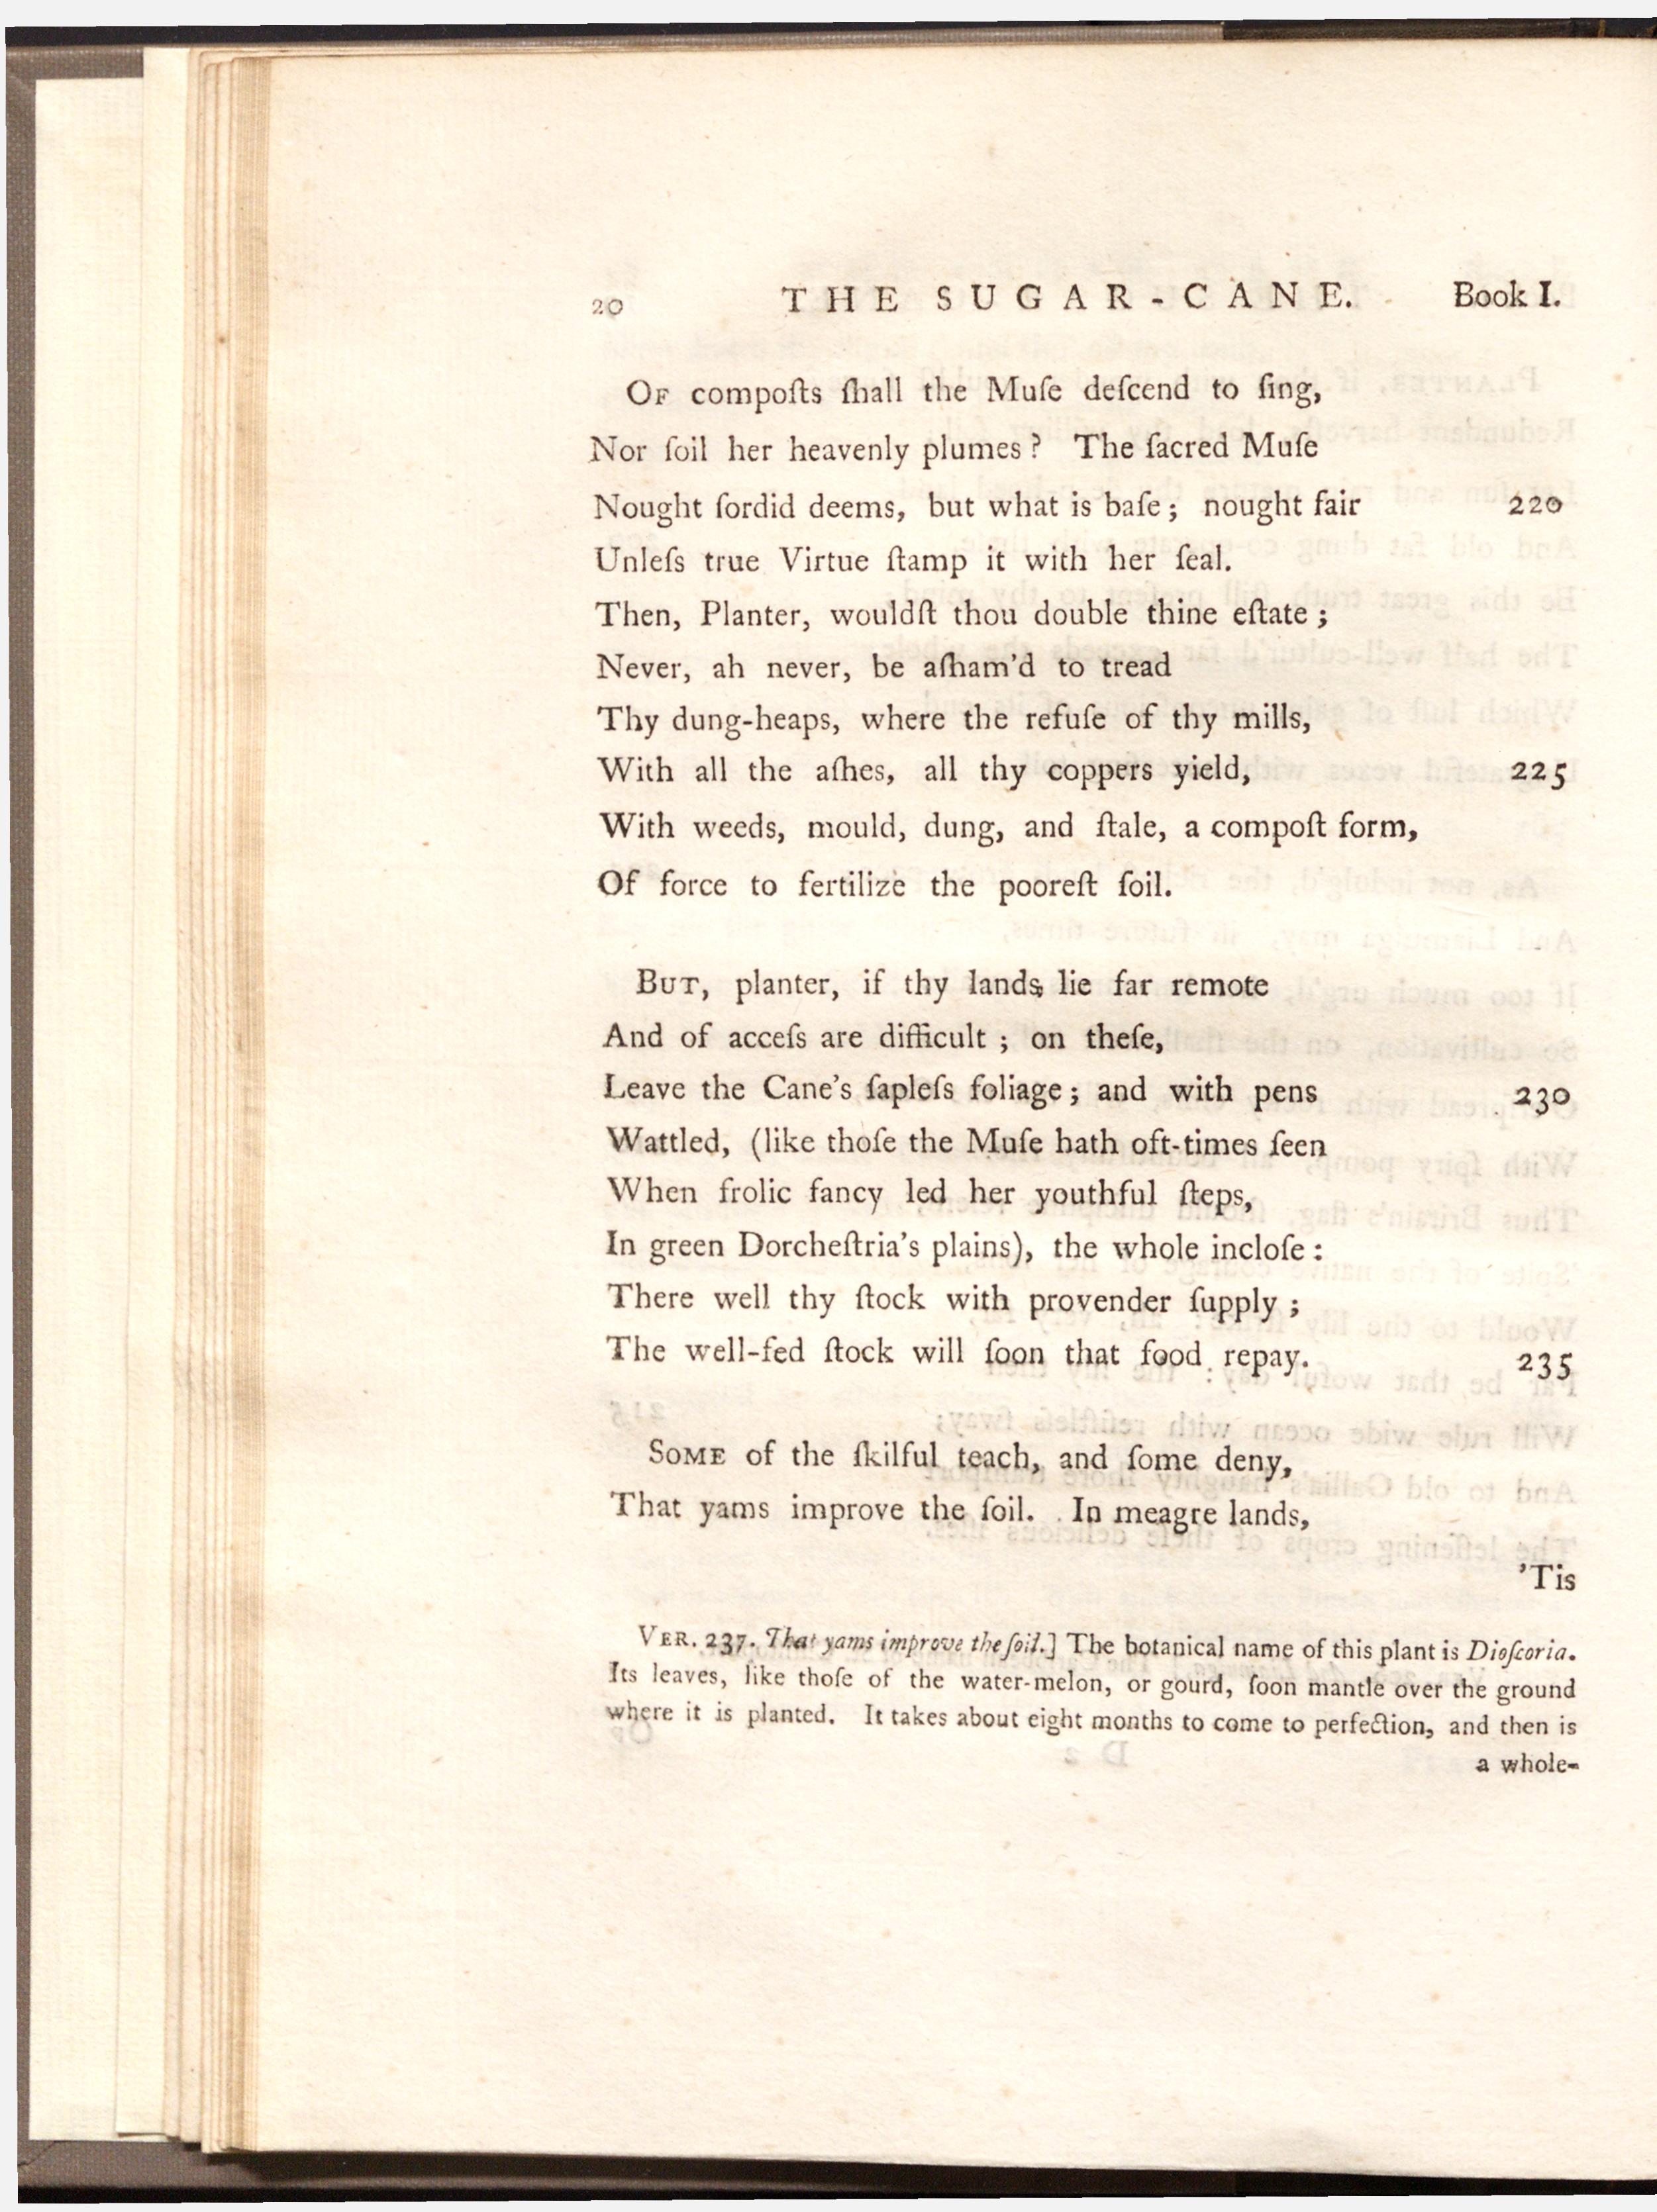 20 THE SUGAR-CANE. Book I.
OF compoſts ſhall the Muſe deſcend to ſing,
Nor ſoil her heavenly plumes? The ſacred Muſe
Nought ſordid deems, but what is baſe; nought fair 220
Unleſs true Virtue ſtamp it with her ſeal.
Then, Planter, wouldſt thou double thine eſtate;
Never, ah never, be aſham'd to tread
Thy dung-heaps, where the refuſe of thy mills,
With all the aſhes, all thy coppers yield, 225
With weeds, mould, dung, and ſtale, a compoſt form,
Of force to fertilize the pooreſt ſoil.
BUT, planter, if thy lands lie far remote
And of acceſs are difficult; on theſe,
Leave the Cane's ſapleſs foliage; and with pens 230
Wattled, (like thoſe the Muſe hath oft-times ſeen
When frolic fancy led her youthful ſteps,
In green Dorcheſtria's plains), the whole incloſe:
There well thy ſtock with provender ſupply;
The well-fed ſtock will ſoon that food repay. 235
SOME of the ſkilful teach, and ſome deny,
That yams improve the ſoil. In meagre lands,
'Tis
VER. 237. That yams improve the ſoil.] The botanical name of this plant is Dioſcoria.
Its leaves, like thoſe of the water-melon, or gourd, ſoon mantle over the ground
where it is planted. It takes about eight months to come to perfection, and then is
a whole-